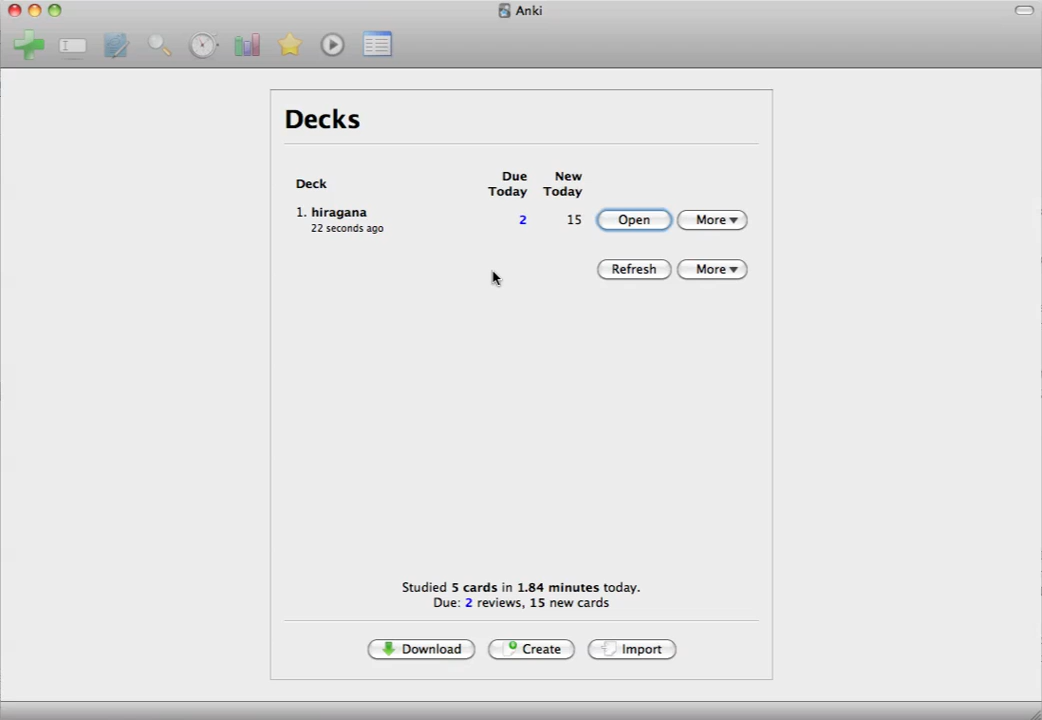 Anki
Decks
Deck Due Today New Today
1. hiragana 2 15 Open More
22 seconds ago
Refresh More
Studied 5 cards in 1.84 minutes today.
Due: 2 reviews, 15 new cards
Download Create Import